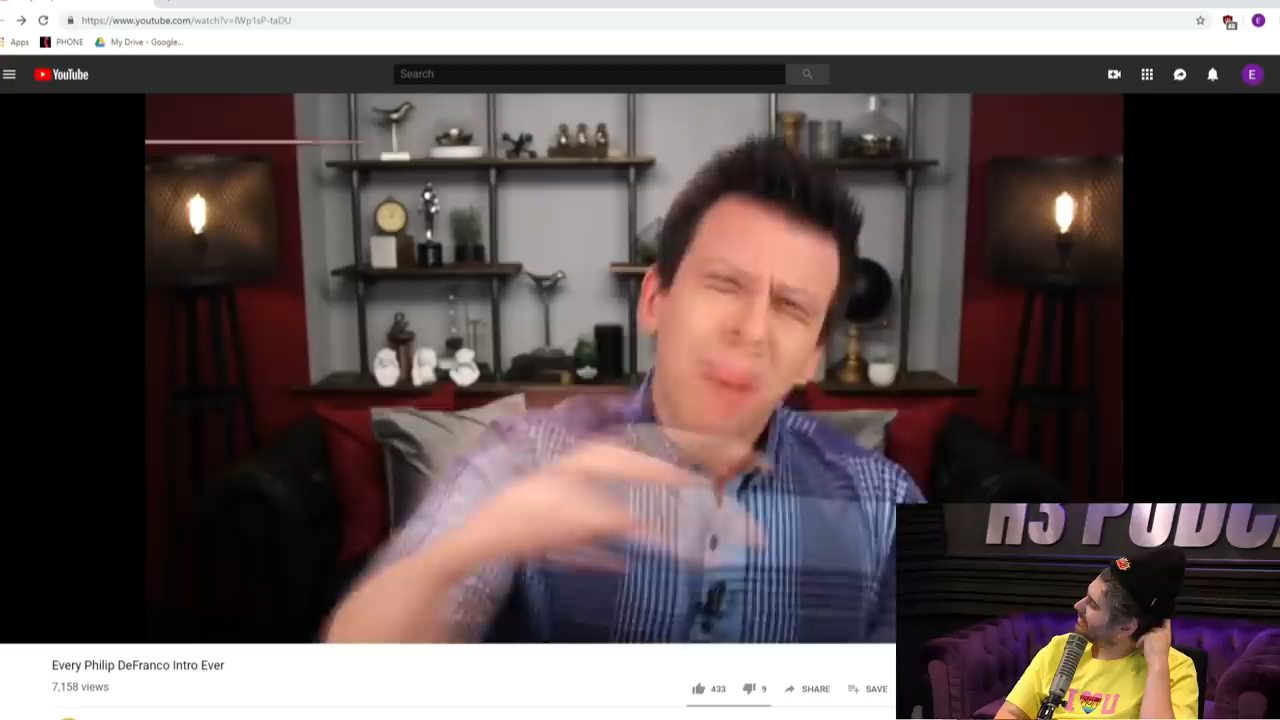 https://www.youtube.com/watch?v=lWp1sP-taDU
Apps
PHONE
My Drive - Google...
YouTube
Search
E
H3 PODC
I U
Every Philip DeFranco Intro Ever
7,158 views
433
9
SHARE
SAVE